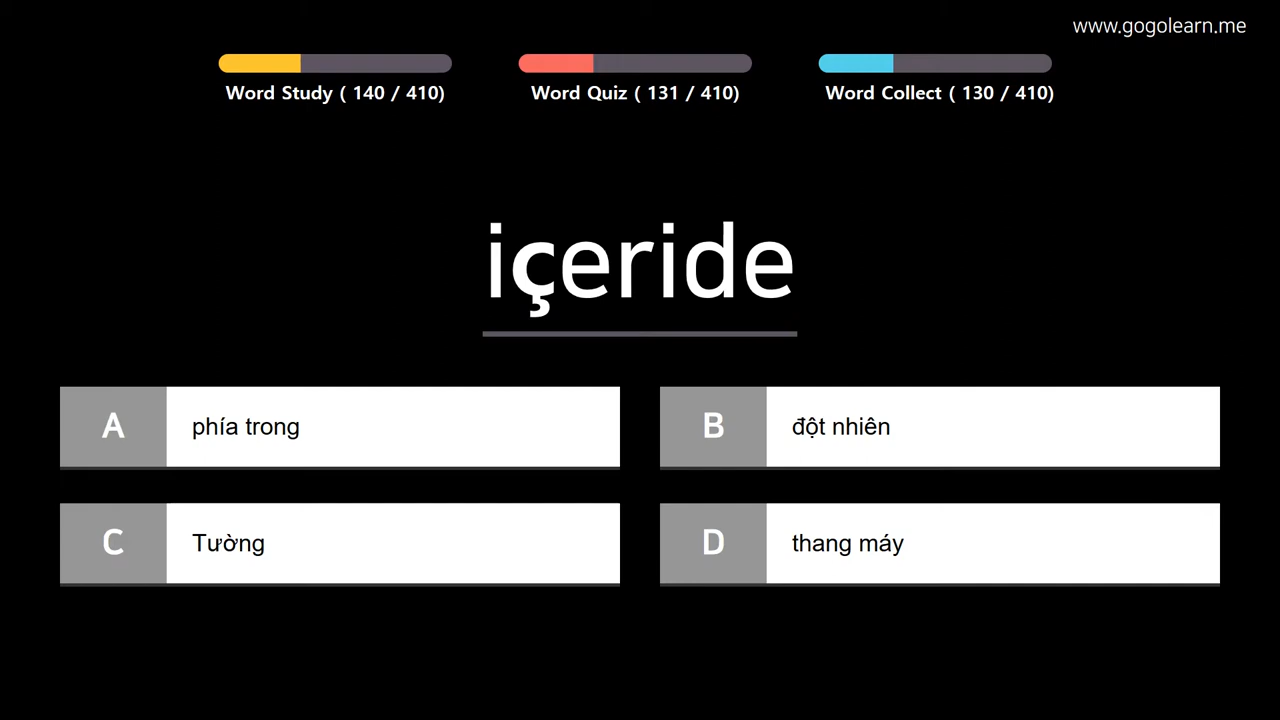 www.gogolearn.me
Word Study ( 140 / 410)
Word Quiz ( 131 / 410)
Word Collect ( 130 / 410)
içeride
A phía trong
B đột nhiên
C Tường
D thang máy